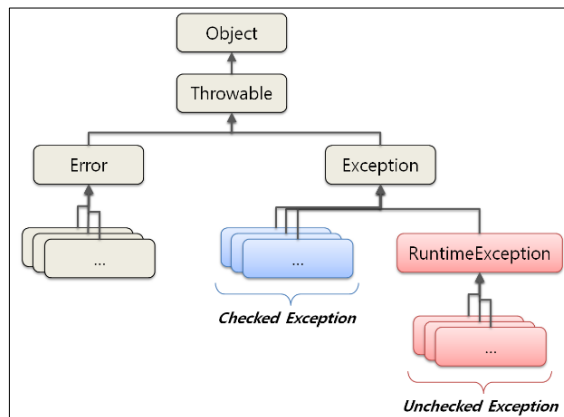 Object
Throwable
Error
Exception
...
...
RuntimeException
Checked Exception
...
Unchecked Exception